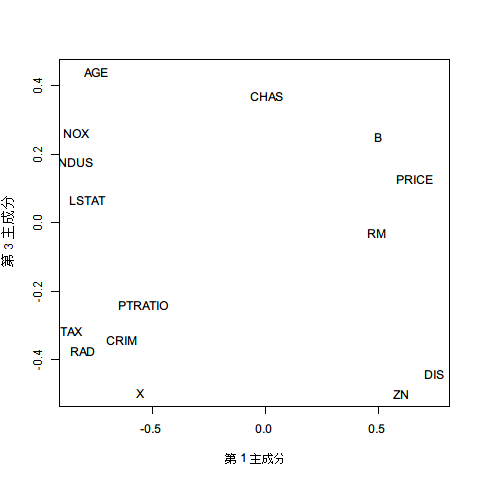 AGE
CHAS
NOX
B
NDUS
PRICE
LSTAT
RM
PTRATIO
TAX
CRIM
RAD
DIS
X
ZN
0.4
0.2
0.0
-0.2
-0.4
第 3 主成分
-0.5 0.0 0.5
第 1 主成分